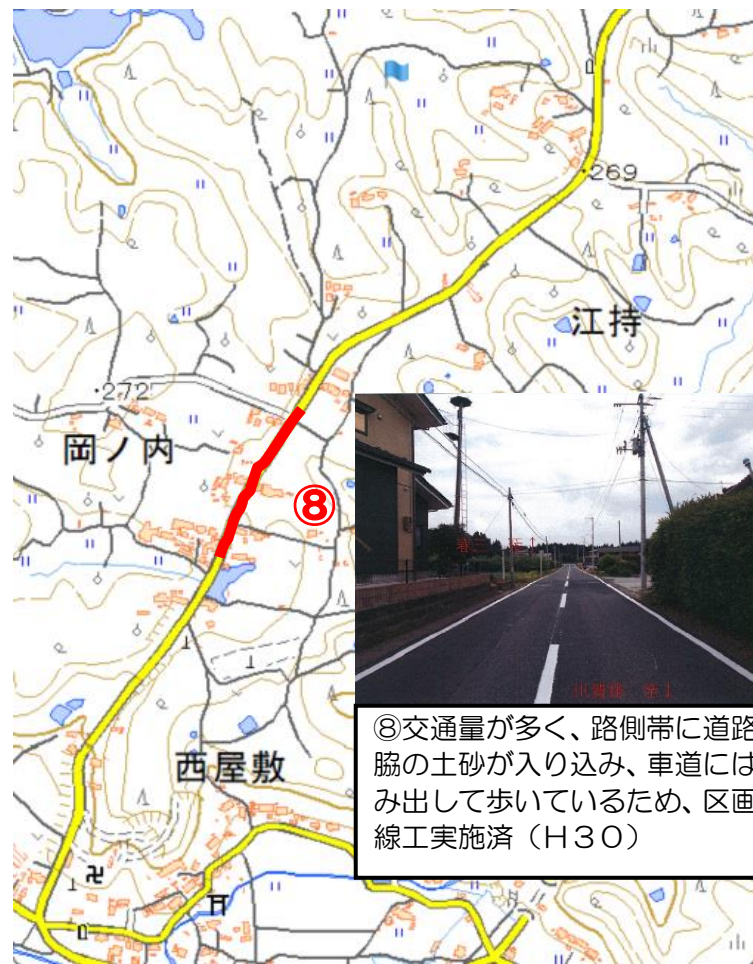 ・269
江持
・272
岡ノ内
⑧
西屋敷
⑧交通量が多く、路側帯に道路
脇の土砂が入り込み、車道には
み出して歩いているため、区画
線工実施済（H30）